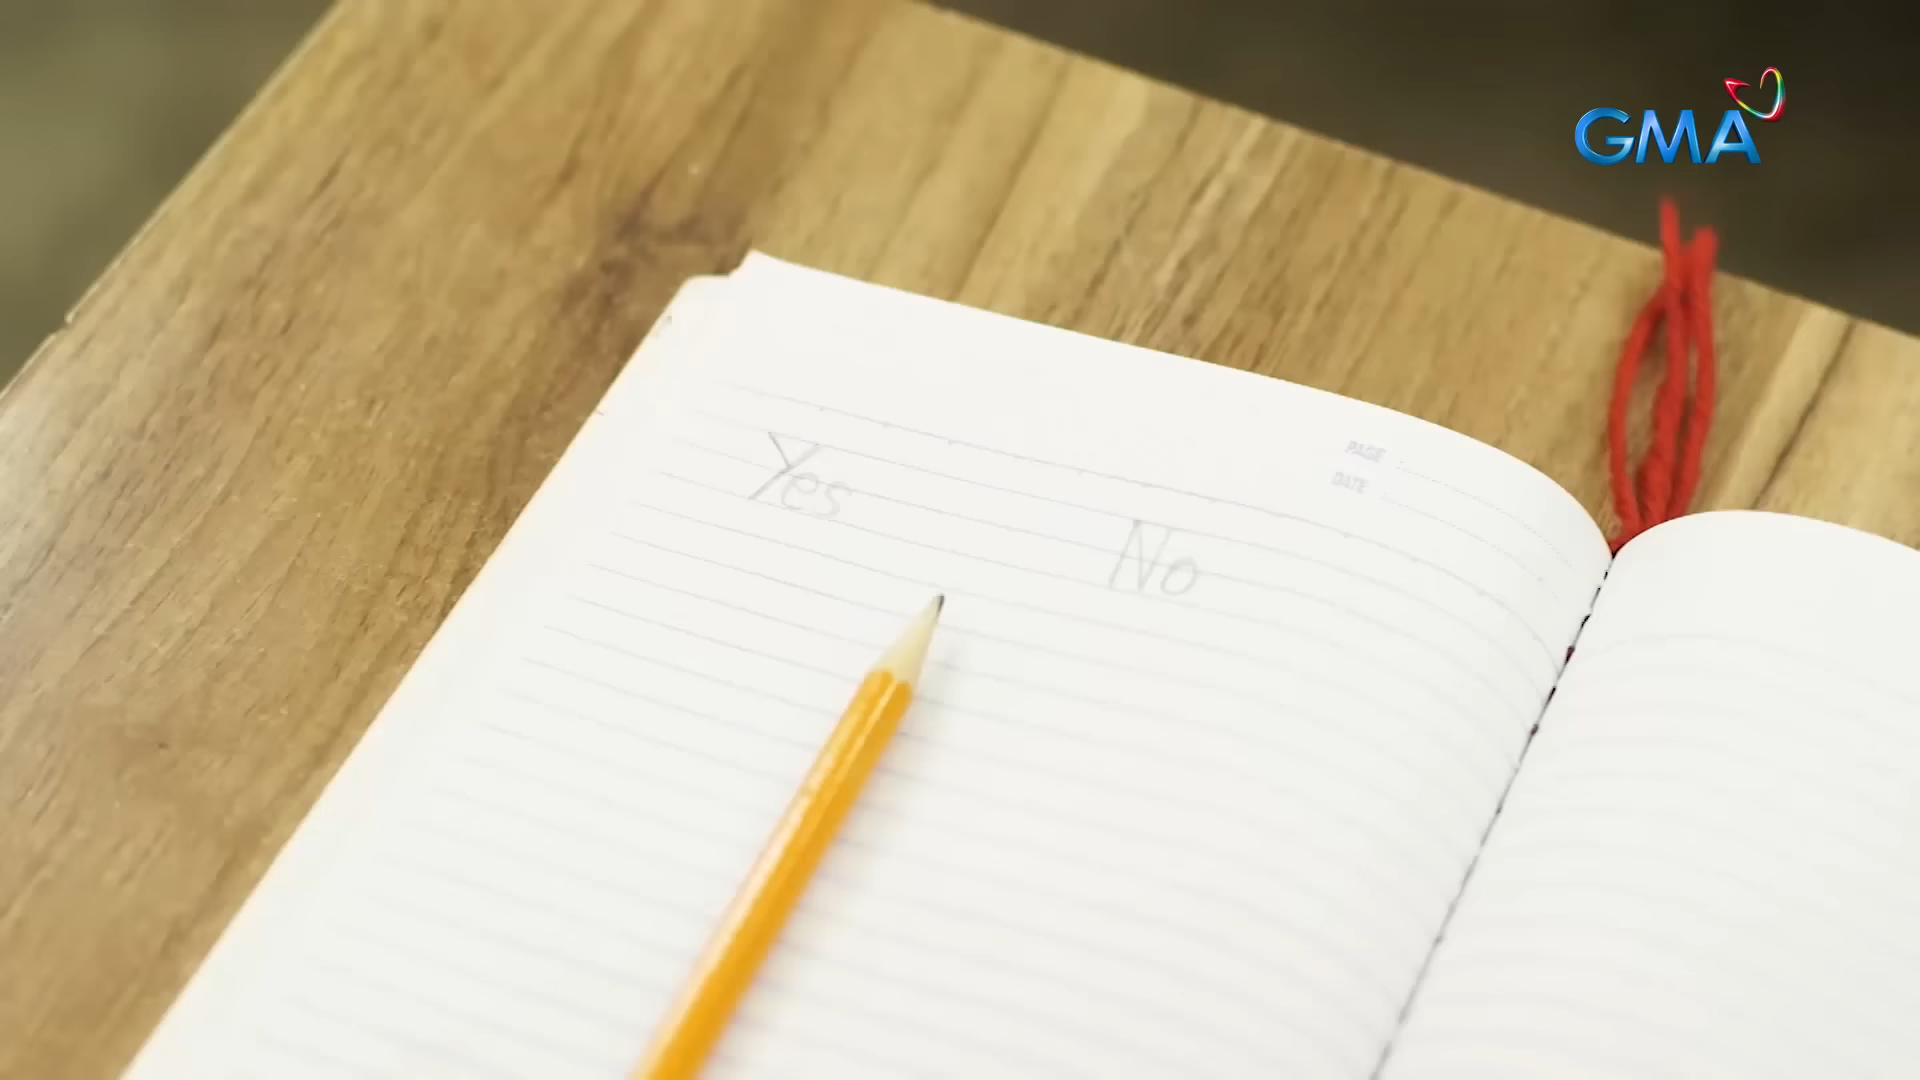 GMA
PAGE
DATE
Yes
No